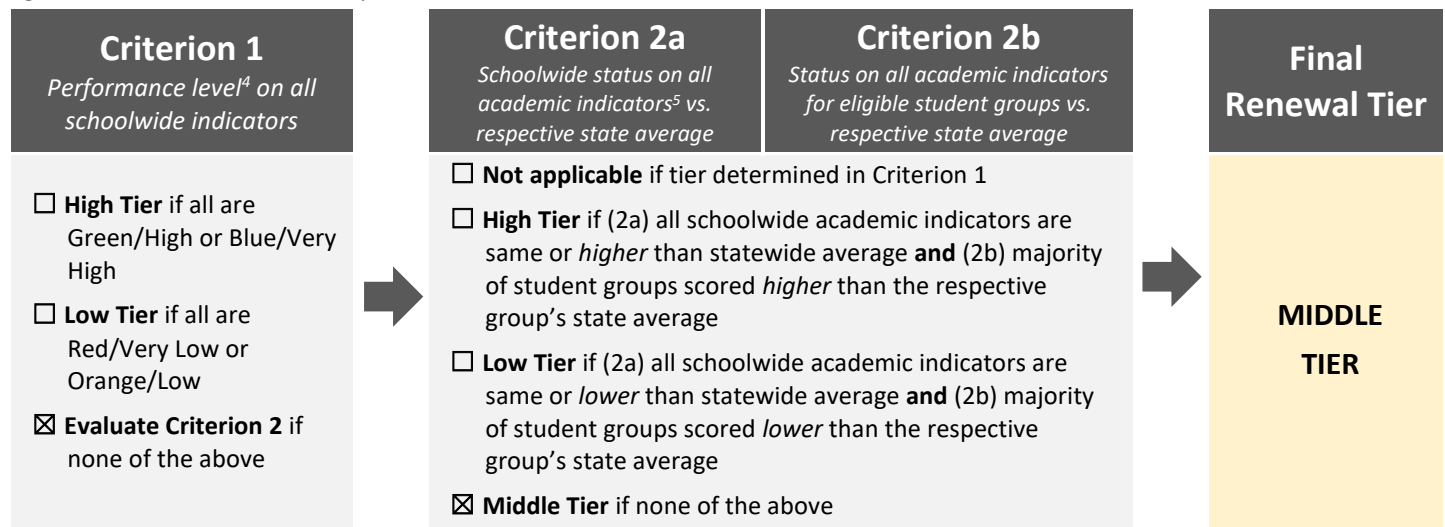 Criterion 1
Performance level⁴ on all
schoolwide indicators
Criterion 2a
Schoolwide status on all
academic indicators⁵ vs.
respective state average
Criterion 2b
Status on all academic indicators
for eligible student groups vs.
respective state average
Final
Renewal Tier
☐ High Tier if all are
Green/High or Blue/Very
High
☐ Low Tier if all are
Red/Very Low or
Orange/Low
☒ Evaluate Criterion 2 if
none of the above
☐ Not applicable if tier determined in Criterion 1
☐ High Tier if (2a) all schoolwide academic indicators are
same or higher than statewide average and (2b) majority
of student groups scored higher than the respective
group's state average
☐ Low Tier if (2a) all schoolwide academic indicators are
same or lower than statewide average and (2b) majority
of student groups scored lower than the respective
group's state average
☒ Middle Tier if none of the above
MIDDLE
TIER